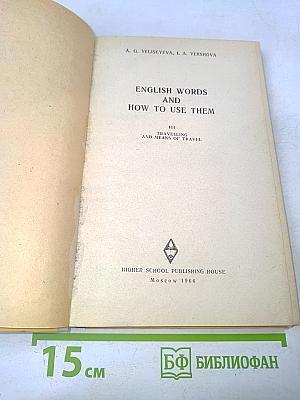 A. G. YELISEYEVA, I. A. YERSHOVA
ENGLISH WORDS
AND
HOW TO USE THEM
III
TRAVELLING
AND MEANS OF TRAVEL
HIGHER SCHOOL PUBLISHING HOUSE
Moscow 1966
15 см
БФ БИБЛИОФАН